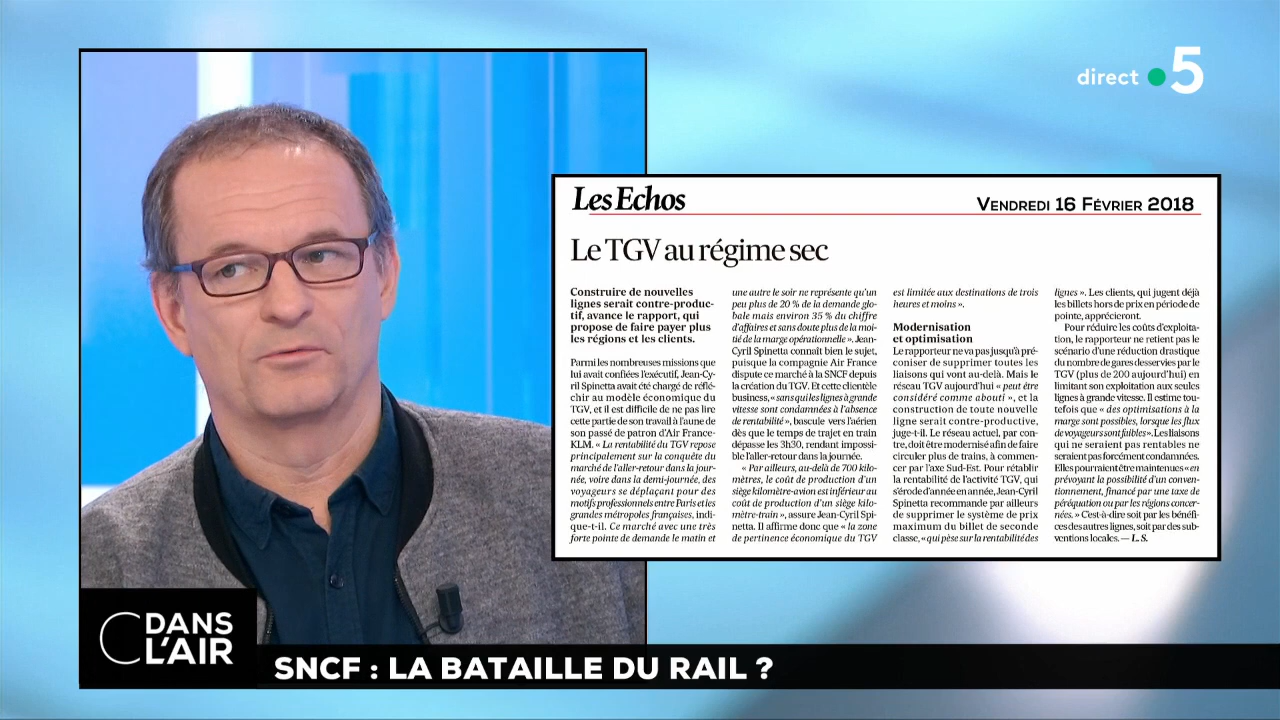 direct 5
Les Echos
VENDREDI 16 FÉVRIER 2018
Le TGV au régime sec
Construire de nouvelles
lignes serait contre-produc-
tif, avance le rapport, qui
propose de faire payer plus
les régions et les clients.
Parmi les nombreuses missions que
lui avait confiées l'exécutif, Jean-Cy-
ril Spinetta avait été chargé de réflé-
chir au modèle économique du
TGV, et il est difficile de ne pas lire
cette partie de son travail à l'aune de
son passé de patron d'Air France-
KLM. « La rentabilité du TGV repose
principalement sur la conquête du
marché de l'aller-retour dans la jour-
née, voire dans la demi-journée, des
voyageurs se déplaçant pour des
motifs professionnels entre Paris et les
grandes métropoles françaises, indi-
que-t-il. Ce marché avec une très
forte pointe de demande le matin et
une autre le soir ne représente qu'un
peu plus de 20 % de la demande glo-
bale mais environ 35 % du chiffre
d'affaires et sans doute plus de la moi-
tié de la marge opérationnelle ». Jean-
Cyril Spinetta connaît bien le sujet,
puisque la compagnie Air France
dispute ce marché à la SNCF depuis
la création du TGV. Et cette clientèle
business, « sans qui les lignes à grande
vitesse sont condamnées à l'absence
de rentabilité », bascule vers l'aérien
dès que le temps de trajet en train
dépasse les 3h30, rendant impossi-
ble l'aller-retour dans la journée.
« Par ailleurs, au-delà de 700 kilo-
mètres, le coût de production d'un
siège kilomètre-avion est inférieur au
coût de production d'un siège kilo-
mètre-train », assure Jean-Cyril Spi-
netta. Il affirme donc que « la zone
de pertinence économique du TGV
est limitée aux destinations de trois
heures et moins ».
Modernisation
et optimisation
Le rapporteur ne va pas jusqu'à pré-
coniser de supprimer toutes les
liaisons qui vont au-delà. Mais le
réseau TGV aujourd'hui « peut être
considéré comme abouti », et la
construction de toute nouvelle
ligne serait contre-productive,
juge-t-il. Le réseau actuel, par con-
tre, doit être modernisé afin de faire
circuler plus de trains, à commen-
cer par l'axe Sud-Est. Pour rétablir
la rentabilité de l'activité TGV, qui
s'érode d'année en année, Jean-Cyril
Spinetta recommande par ailleurs
de supprimer le système de prix
maximum du billet de seconde
classe, « qui pèse sur la rentabilité des
lignes ». Les clients, qui jugent déjà
les billets hors de prix en période de
pointe, apprécieront.
Pour réduire les coûts d'exploita-
tion, le rapporteur ne retient pas le
scénario d'une réduction drastique
du nombre de gares desservies par le
TGV (plus de 200 aujourd'hui) en
limitant son exploitation aux seules
lignes à grande vitesse. Il estime tou-
tefois que « des optimisations à la
marge sont possibles, lorsque les flux
de voyageurs sont faibles ». Les liaisons
qui ne seraient pas rentables ne
seraient pas forcément condamnées.
Elles pourraient être maintenues « en
prévoyant la possibilité d'un conven-
tionnement, financé par une taxe de
péréquation ou par les régions concer-
nées. » C'est-à-dire soit par les bénéfi-
ces des autres lignes, soit par des sub-
ventions locales. — L. S.
C DANS
L'AIR
SNCF : LA BATAILLE DU RAIL ?